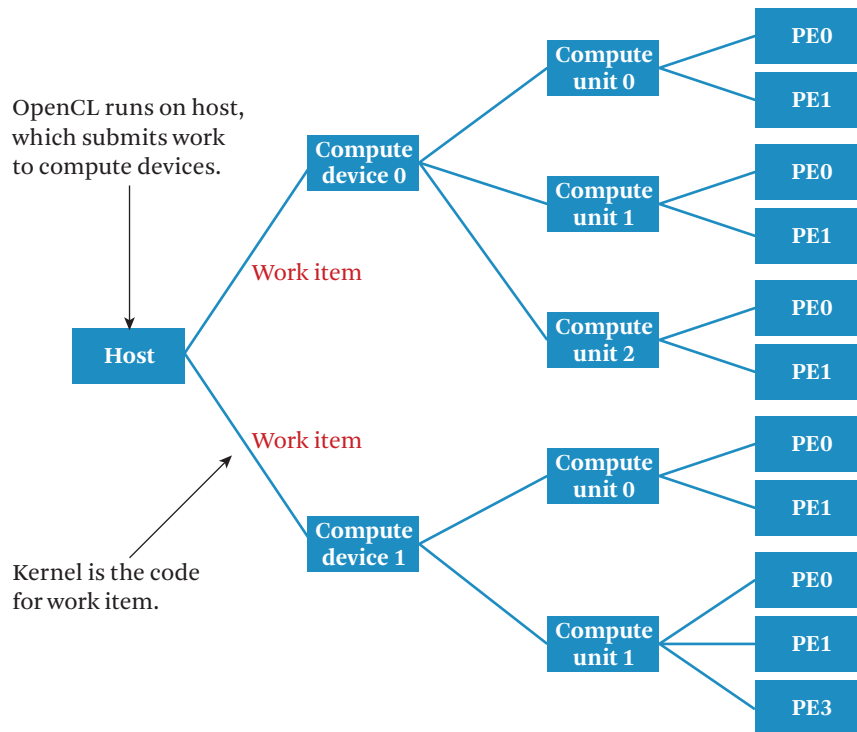 OpenCL runs on host,
which submits work
to compute devices.
Host
Work item
Work item
Kernel is the code
for work item.
Compute
device 0
Compute
unit 0
PE0
PE1
Compute
unit 1
PE0
PE1
Compute
unit 2
PE0
PE1
Compute
device 1
Compute
unit 0
PE0
PE1
Compute
unit 1
PE0
PE1
PE3